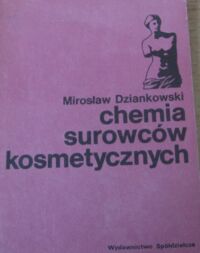 Mirosław Dziankowski
chemia
surowców
kosmetycznych
Wydawnictwo Spółdzielcze